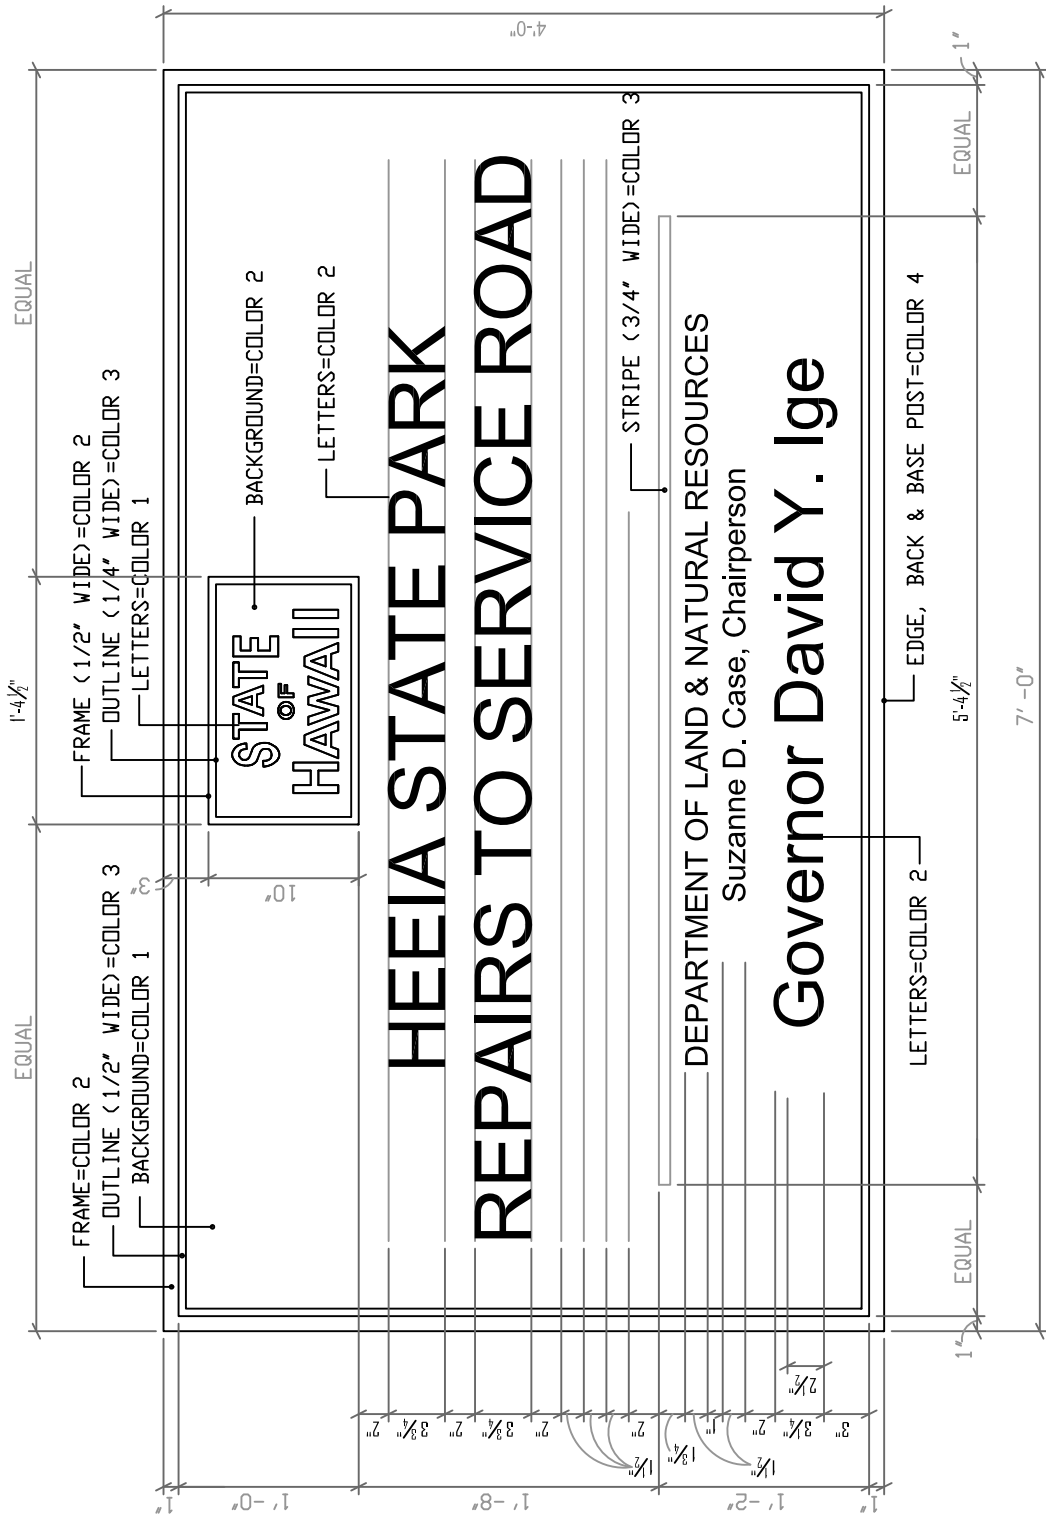 EQUAL
1'-4½"
EQUAL
FRAME=COLOR 2
OUTLINE (1/2" WIDE)=COLOR 3
BACKGROUND=COLOR 1
FRAME (1/2" WIDE)=COLOR 2
OUTLINE (1/4" WIDE)=COLOR 3
LETTERS=COLOR 1
4'-0"
1"
3"
1'-0"
10"
STATE
OF
HAWAII
BACKGROUND=COLOR 2
LETTERS=COLOR 2
2"
3¾"
HEEIA STATE PARK
2"
3¾"
REPAIRS TO SERVICE ROAD
1'-8"
2"
1½"
2"
STRIPE (3/4" WIDE)=COLOR 3
1¾"
DEPARTMENT OF LAND & NATURAL RESOURCES
1"
Suzanne D. Case, Chairperson
1½"
2"
1'-2"
3¼"
2½"
Governor David Y. Ige
3"
1"
LETTERS=COLOR 2
EDGE, BACK & BASE POST=COLOR 4
1"
EQUAL
5'-4½"
EQUAL
1"
7'-0"